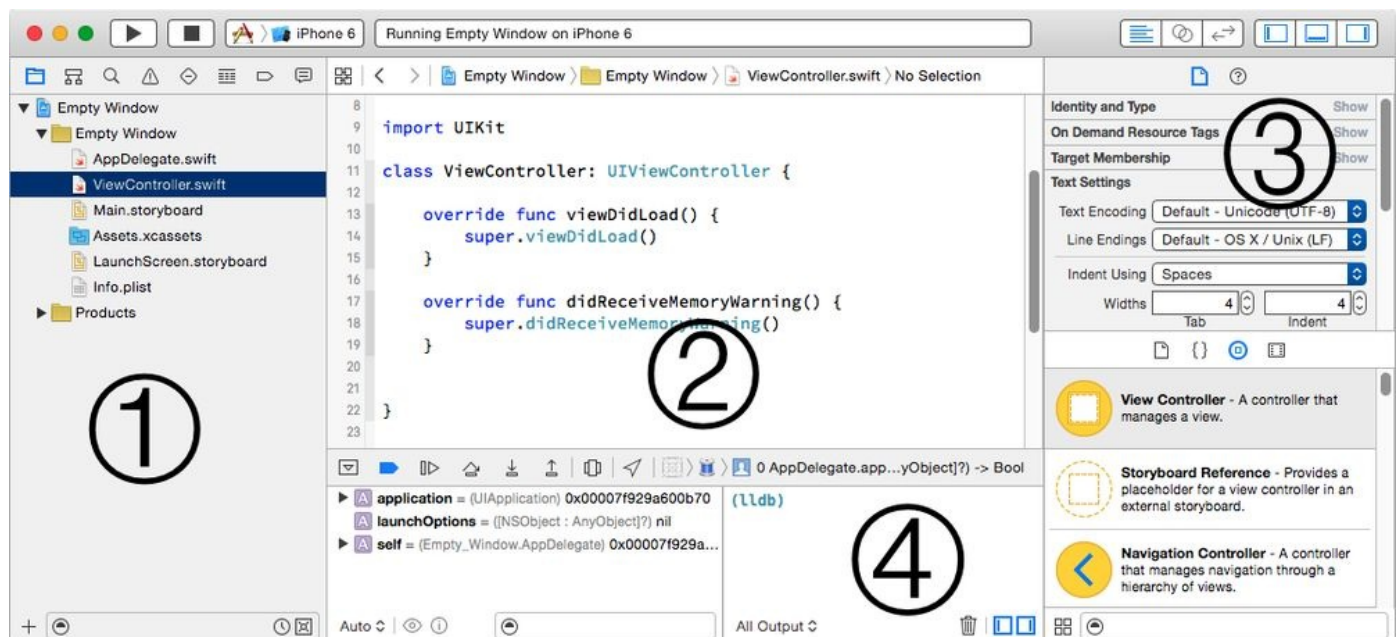 iPhone 6
Running Empty Window on iPhone 6
Empty Window
Empty Window
AppDelegate.swift
ViewController.swift
Main.storyboard
Assets.xcassets
LaunchScreen.storyboard
Info.plist
Products
①
Empty Window Empty Window ViewController.swift No Selection
8
9 import UIKit
10
11 class ViewController: UIViewController {
12
13 override func viewDidLoad() {
14 super.viewDidLoad()
15 }
16
17 override func didReceiveMemoryWarning() {
18 super.didReceiveMemoryWarning()
19 }
20
21
22 }
23
②
0 AppDelegate.app...yObject]?) -> Bool
A application = (UIApplication) 0x00007f929a600b70
A launchOptions = ([NSObject : AnyObject]?) nil
A self = (Empty_Window.AppDelegate) 0x00007f929a...
Auto
(lldb)
④
All Output
Identity and Type Show
On Demand Resource Tags Show
Target Membership Show
③
Text Settings
Text Encoding Default - Unicode (UTF-8)
Line Endings Default - OS X / Unix (LF)
Indent Using Spaces
Widths 4 4
Tab Indent
{}
View Controller - A controller that
manages a view.
Storyboard Reference - Provides a
placeholder for a view controller in an
external storyboard.
Navigation Controller - A controller
that manages navigation through a
hierarchy of views.